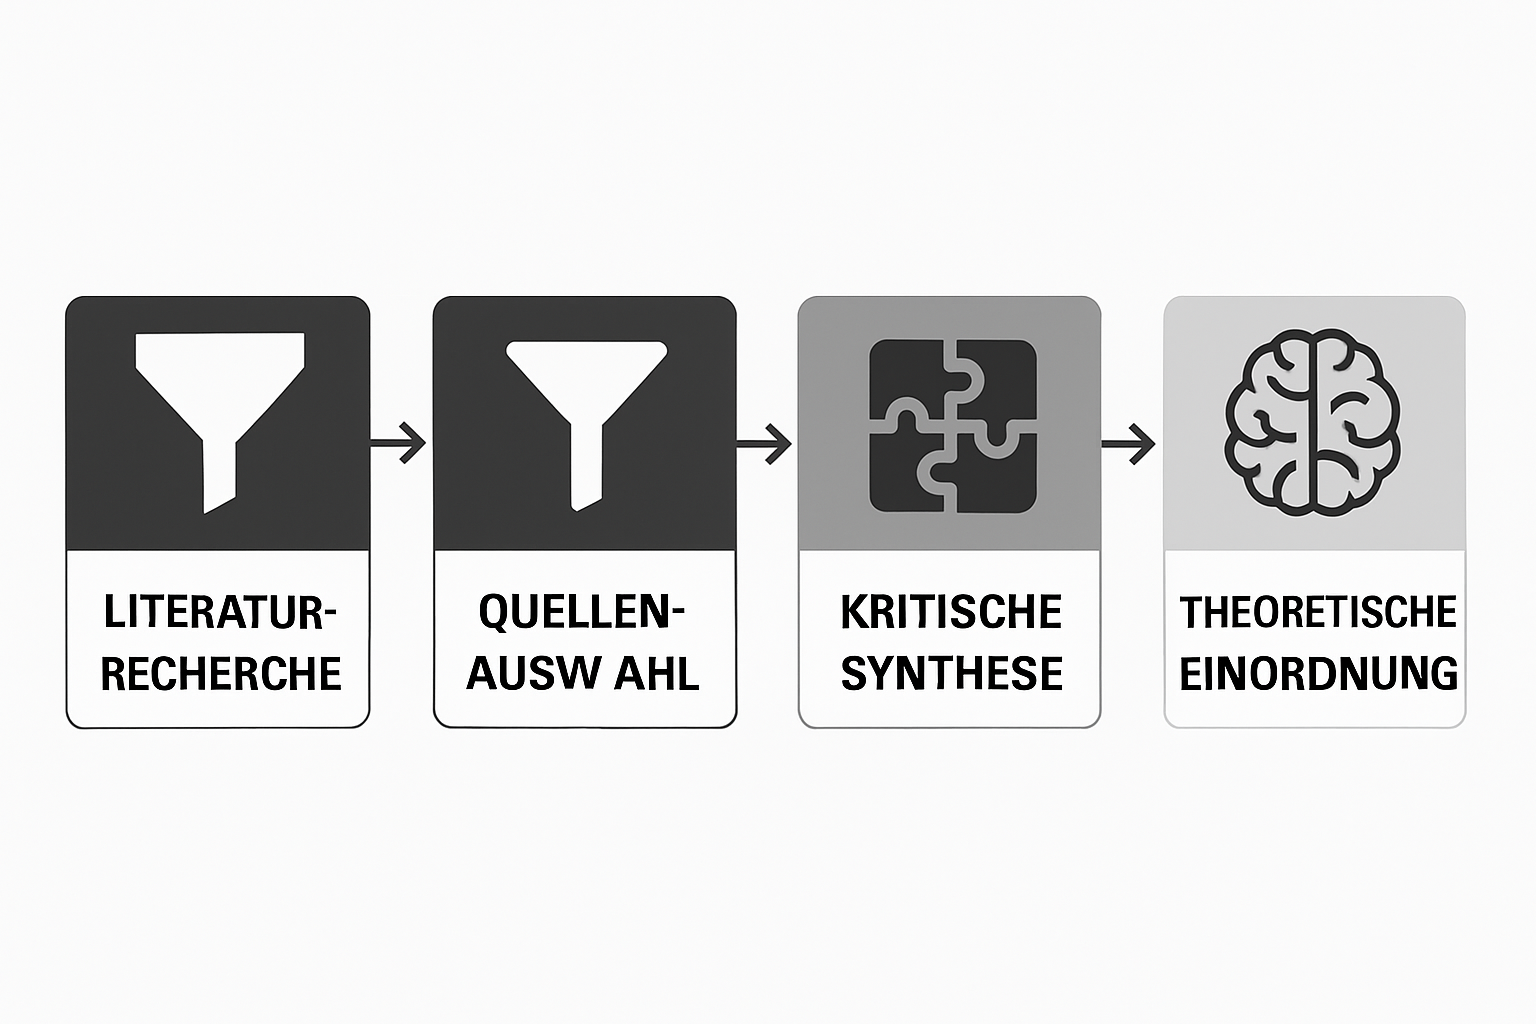 LITERATUR-
RECHERCHE
QUELLEN-
AUSW AHL
KRITISCHE
SYNTHESE
THEORETISCHE
EINORDNUNG